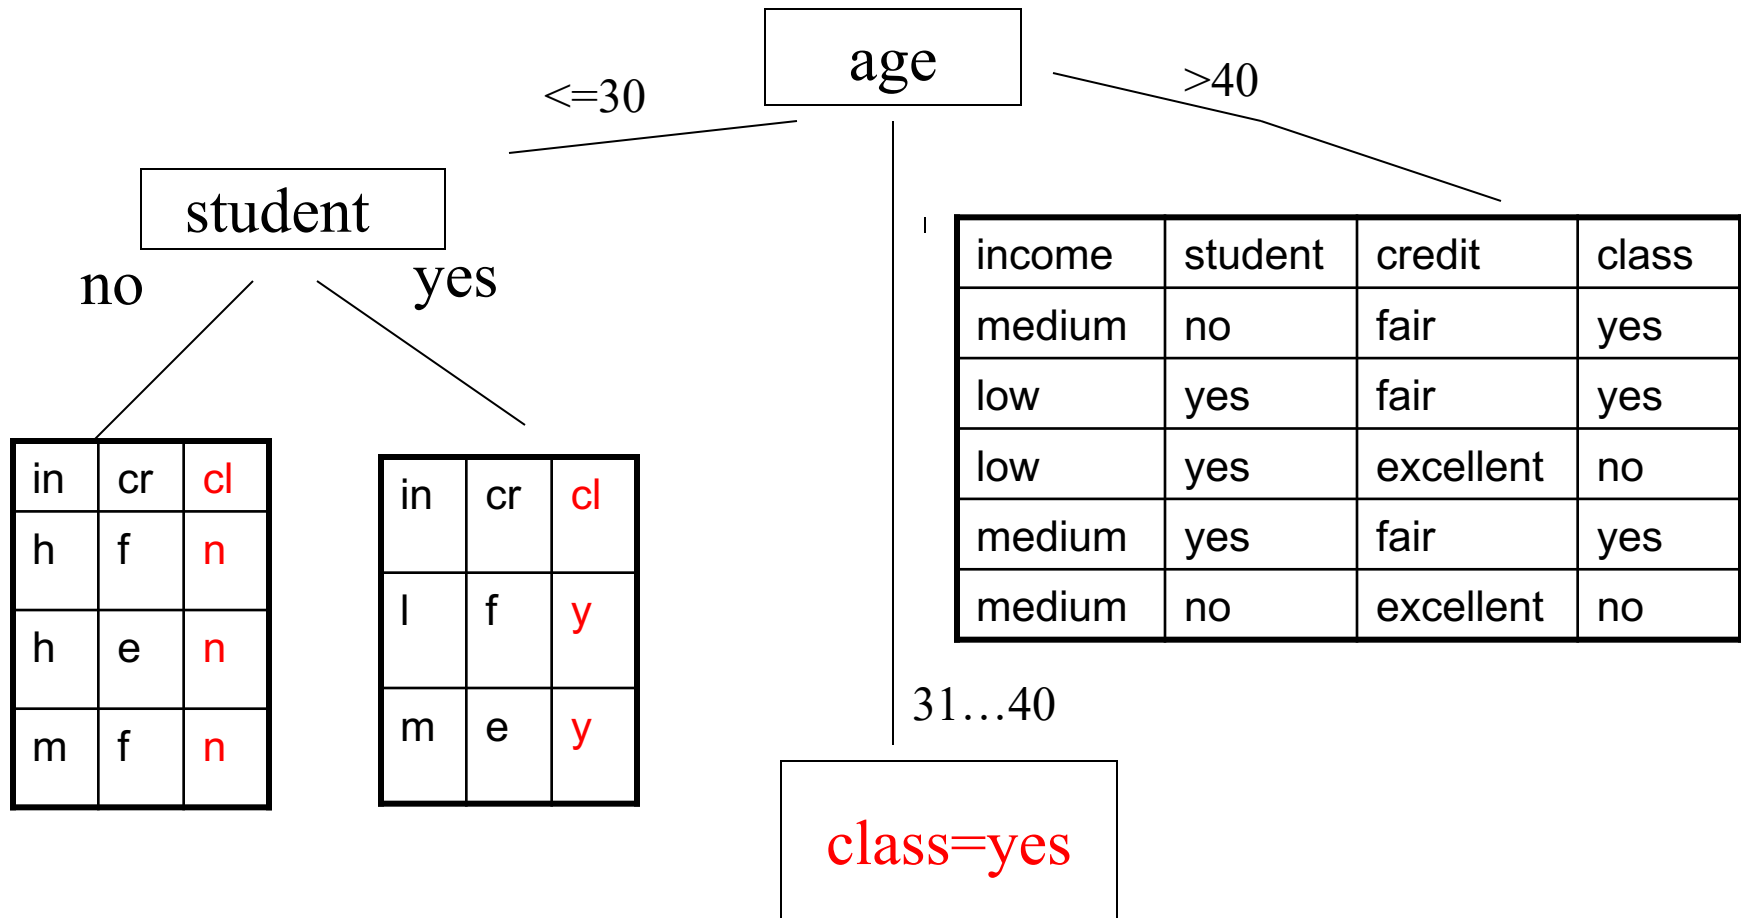 age
<=30
>40
student
no
yes
income student credit class
medium no fair yes
low yes fair yes
low yes excellent no
medium yes fair yes
medium no excellent no
in cr cl
h f n
h e n
m f n
in cr cl
l f y
m e y
31…40
class=yes